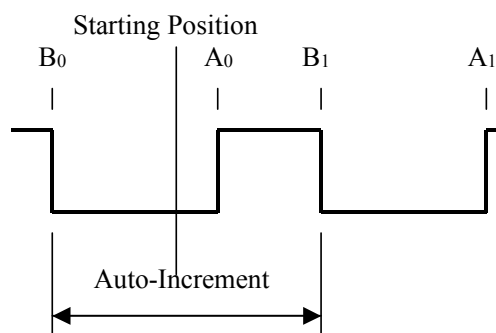 Starting Position
B₀ A₀ B₁ A₁
Auto-Increment